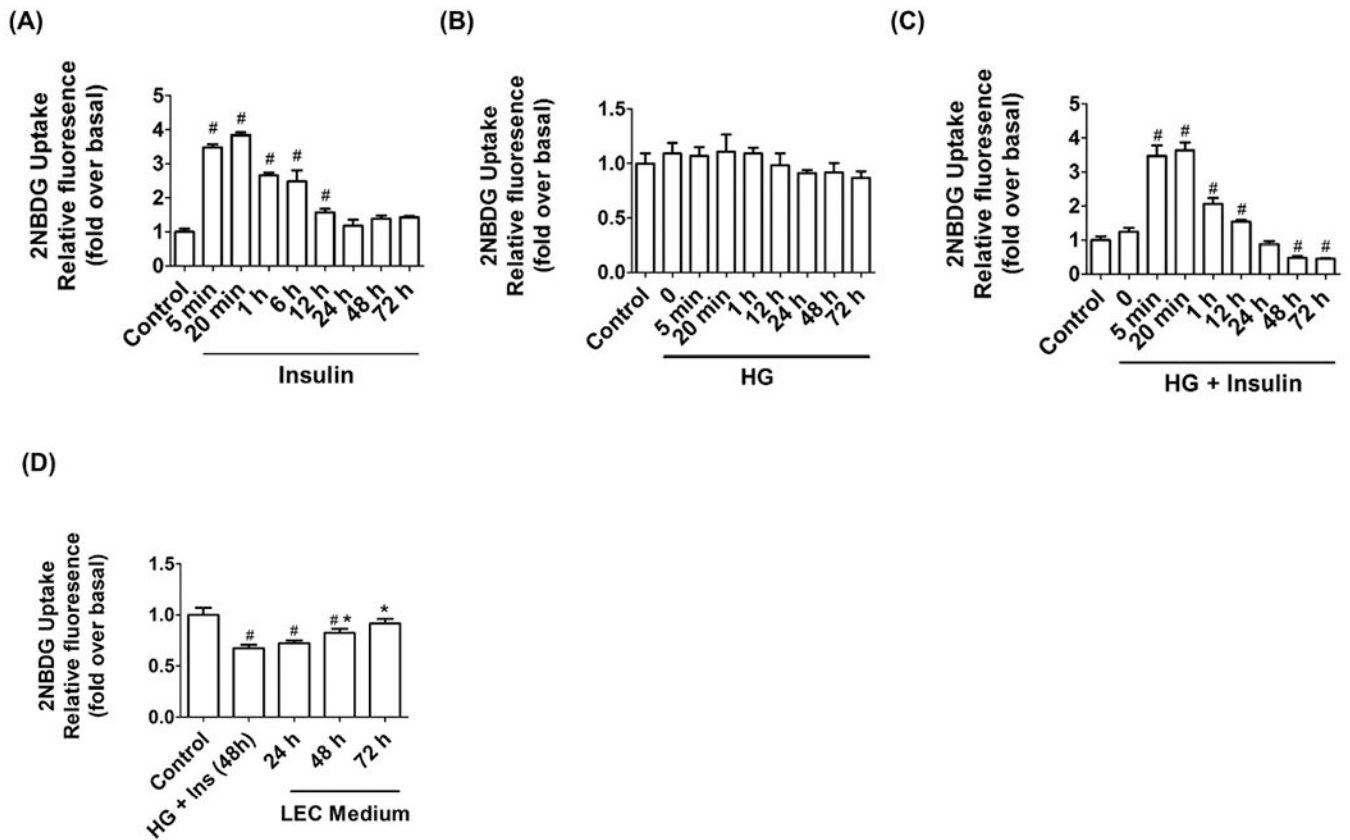 (A)
2NBDG Uptake
Relative fluoresence
(fold over basal)
5
4
3
2
1
0
#
#
#
#
#
Control
5 min
20 min
1 h
6 h
12 h
24 h
48 h
72 h
Insulin
(B)
2NBDG Uptake
Relative fluoresence
(fold over basal)
1.5
1.0
0.5
0.0
Control
0
5 min
20 min
1 h
12 h
24 h
48 h
72 h
HG
(C)
2NBDG Uptake
Relative fluoresence
(fold over basal)
5
4
3
2
1
0
#
#
#
#
#
#
Control
0
5 min
20 min
1 h
12 h
24 h
48 h
72 h
HG + Insulin
(D)
2NBDG Uptake
Relative fluoresence
(fold over basal)
1.5
1.0
0.5
0.0
#
#
# *
*
Control
HG + Ins (48h)
24 h
48 h
72 h
LEC Medium